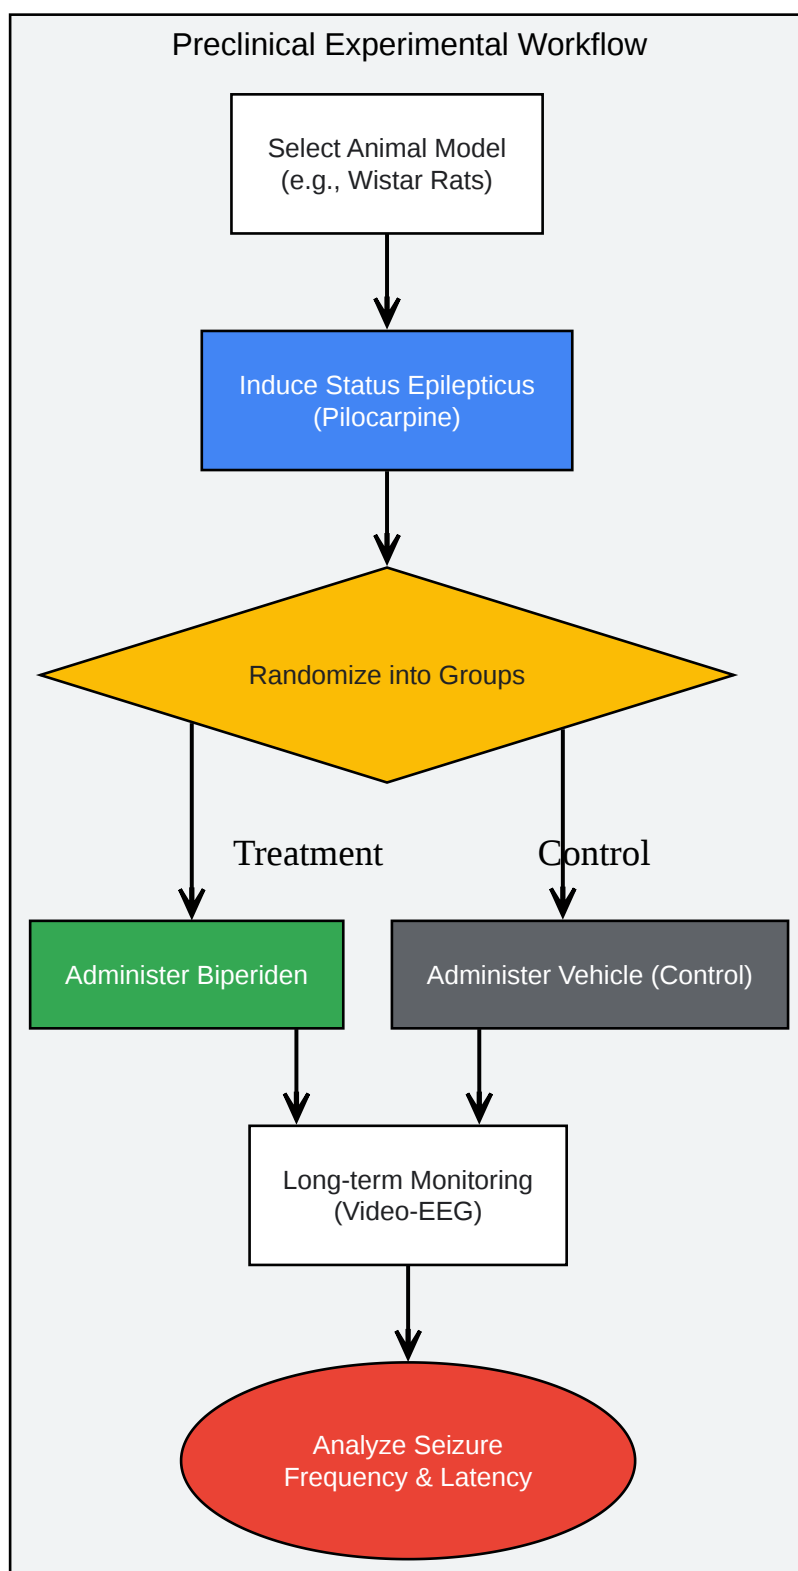 Preclinical Experimental Workflow
Select Animal Model
(e.g., Wistar Rats)
Induce Status Epilepticus
(Pilocarpine)
Randomize into Groups
Treatment
Control
Administer Biperiden
Administer Vehicle (Control)
Long-term Monitoring
(Video-EEG)
Analyze Seizure
Frequency & Latency